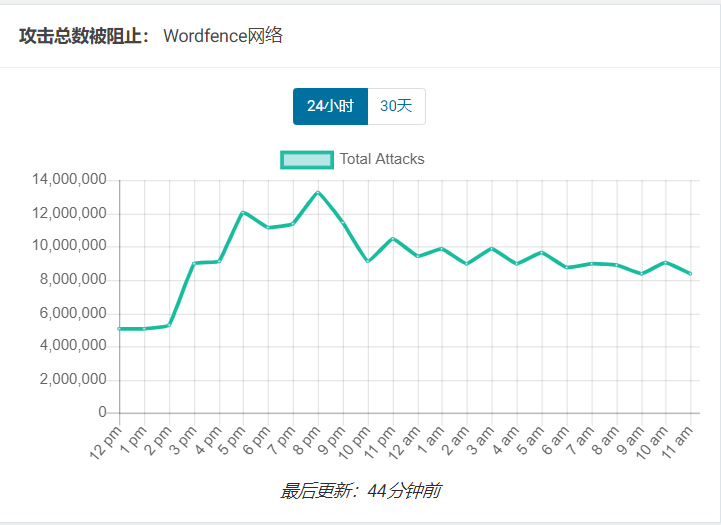 攻击总数被阻止： Wordfence网络
24小时 30天
Total Attacks
14,000,000
12,000,000
10,000,000
8,000,000
6,000,000
4,000,000
2,000,000
0
12 pm 1 pm 2 pm 3 pm 4 pm 5 pm 6 pm 7 pm 8 pm 9 pm 10 pm 11 pm 12 am 1 am 2 am 3 am 4 am 5 am 6 am 7 am 8 am 9 am 10 am 11 am
最后更新：44分钟前